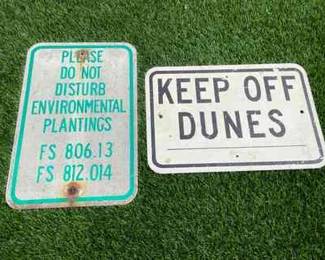 PLEASE
DO NOT
DISTURB
ENVIRONMENTAL
PLANTINGS
FS 806.13
FS 812.014
KEEP OFF
DUNES